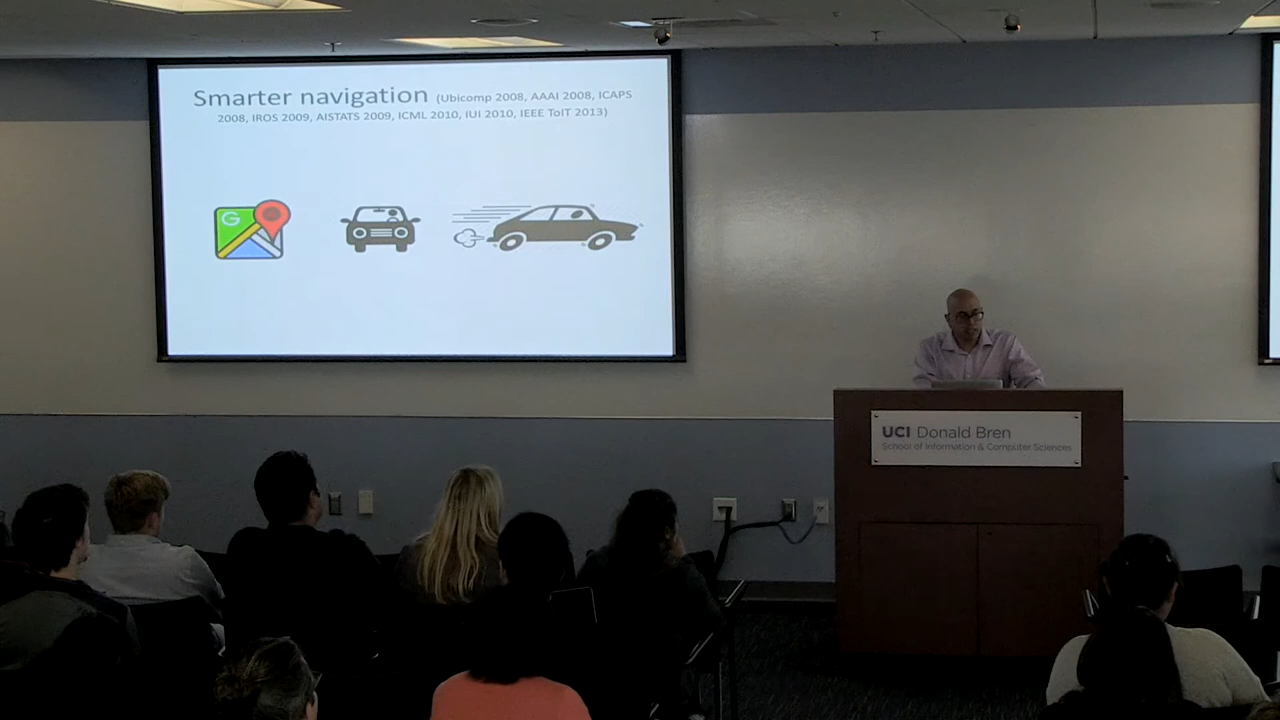 Smarter navigation (Ubicomp 2008, AAAI 2008, ICAPS
2008, IROS 2009, AISTATS 2009, ICML 2010, IUI 2010, IEEE ToIT 2013)
G
UCI Donald Bren
School of Information & Computer Sciences